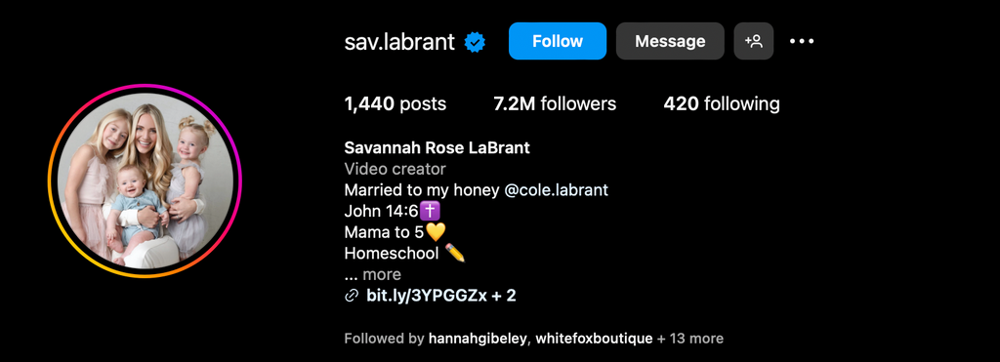 sav.labrant Follow Message
1,440 posts 7.2M followers 420 following
Savannah Rose LaBrant
Video creator
Married to my honey @cole.labrant
John 14:6✝️
Mama to 5💛
Homeschool ✏️
... more
bit.ly/3YPGGZx + 2
Followed by hannahgibeley, whitefoxboutique + 13 more